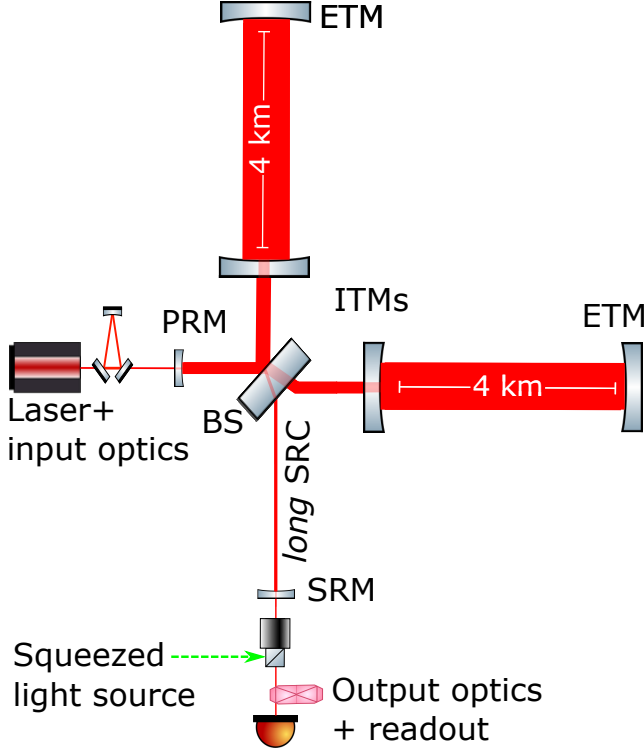 ETM
4 km
ITMs
PRM
ETM
4 km
Laser+
input optics
BS
long SRC
SRM
Squeezed
light source
Output optics
+ readout